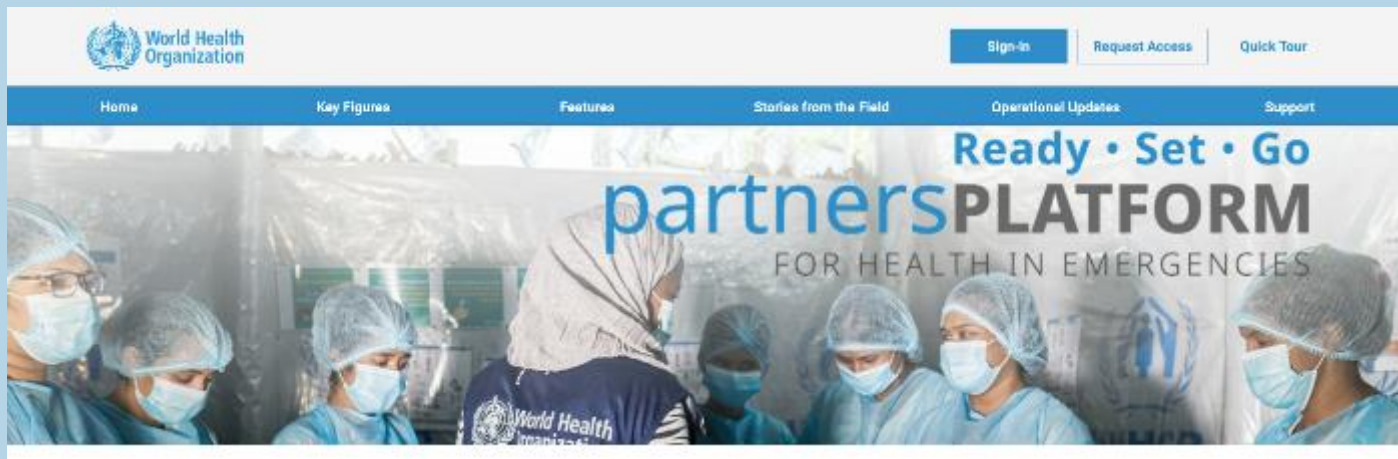 World Health
Organization
Sign-In
Request Access
Quick Tour
Home
Key Figures
Features
Stories from the Field
Operational Updates
Support
Ready • Set • Go
partnersPLATFORM
FOR HEALTH IN EMERGENCIES
World Health